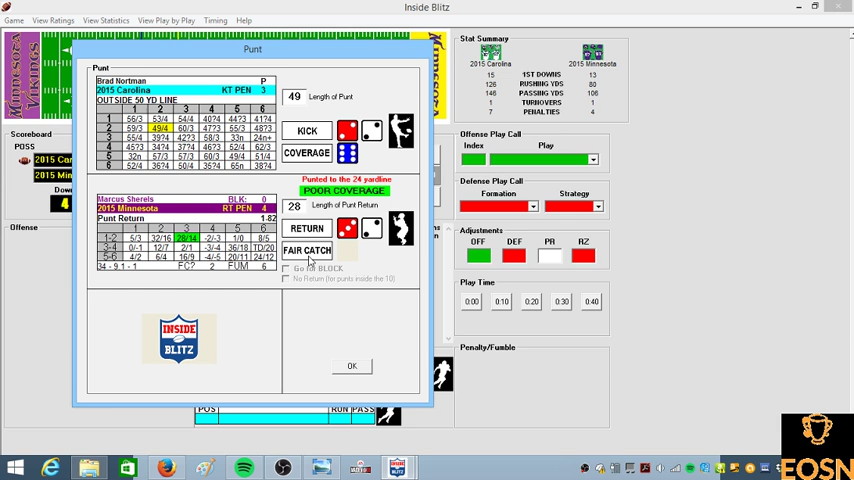 Inside Blitz
Game View Ratings View Statistics View Play by Play Timing Help
MINNESOTA
VIKINGS
Minnesota
Scoreboard
POSS
2015 Ca
2015 Min
Down
4
Offense
Punt
Punt
Brad Nortman P
2015 Carolina KT PEN 3
OUTSIDE 50 YD LINE
1 2 3 4 5 6
1 56/3 53/4 54/4 40?4 44?3 41?4
2 59/3 49/4 60/3 47?3 55/3 48?3
3 55/4 39?4 42?3 33n 24n+
4 45?3 34?4 37?4 46?3 52/4 62/3
5 32n 57/3 57/3 60/3 49/4 51/4
6 52/4 36?4 50/4 35?4 65n 38?4
49 Length of Punt
KICK
COVERAGE
Punted to the 24 yardline
POOR COVERAGE
Marcus Sherels BLK: 0
2015 Minnesota RT PEN 4
Punt Return 1-82
1 2 3 4 5 6
1-2 5/3 32/16 28/14 -2/-3 1/0 8/5
3-4 0/-1 12/7 2/1 -3/-4 36/18 TD/20
5-6 4/2 6/4 16/9 -4/-5 20/11 24/12
34 - 9.1 - 1 FC? 2 FUM 6
28 Length of Punt Return
RETURN
FAIR CATCH
Go for BLOCK
No Return (for punts inside the 10)
INSIDE
BLITZ
OK
POS RUN PASS
Stat Summary
2015 Carolina 2015 Minnesota
15 1ST DOWNS 13
126 RUSHING YDS 80
146 PASSING YDS 106
1 TURNOVERS 1
7 PENALTIES 4
Offense Play Call
Index Play
Defense Play Call
Formation Strategy
Adjustments
OFF DEF PR RZ
Play Time
0:00 0:10 0:20 0:30 0:40
Penalty/Fumble
INSIDE
BLITZ
EOSN